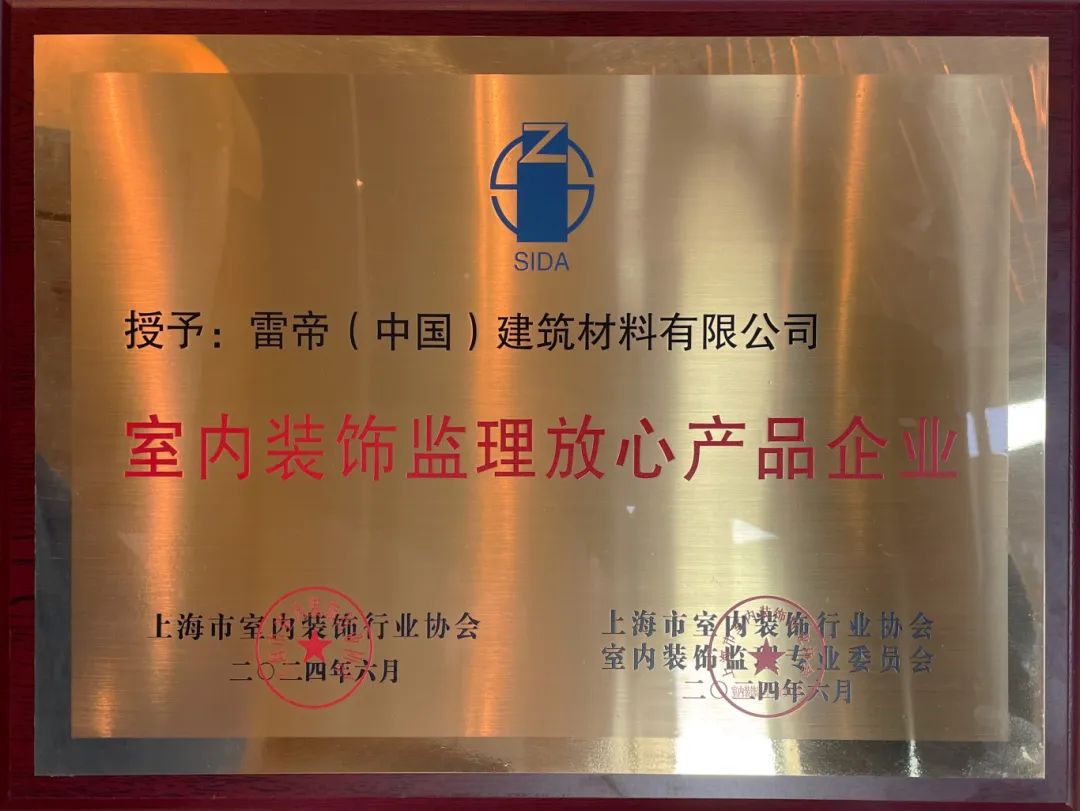 Z
SIDA
授予：雷帝（中国）建筑材料有限公司
室内装饰监理放心产品企业
上海市室内装饰行业协会
二〇二四年六月
上海市室内装饰行业协会
室内装饰监理专业委员会
二〇二四年六月